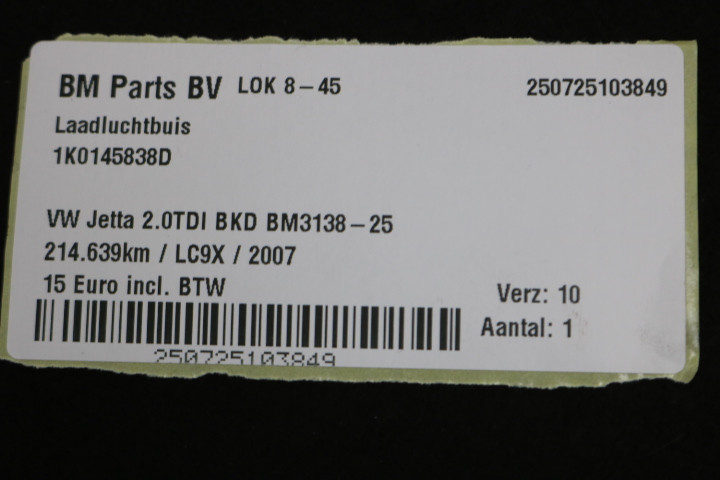 BM Parts BV LOK 8-45 250725103849
Laadluchtbuis
1K0145838D
VW Jetta 2.0TDI BKD BM3138-25
214.639km / LC9X / 2007
15 Euro incl. BTW
Verz: 10
Aantal: 1
250725103849